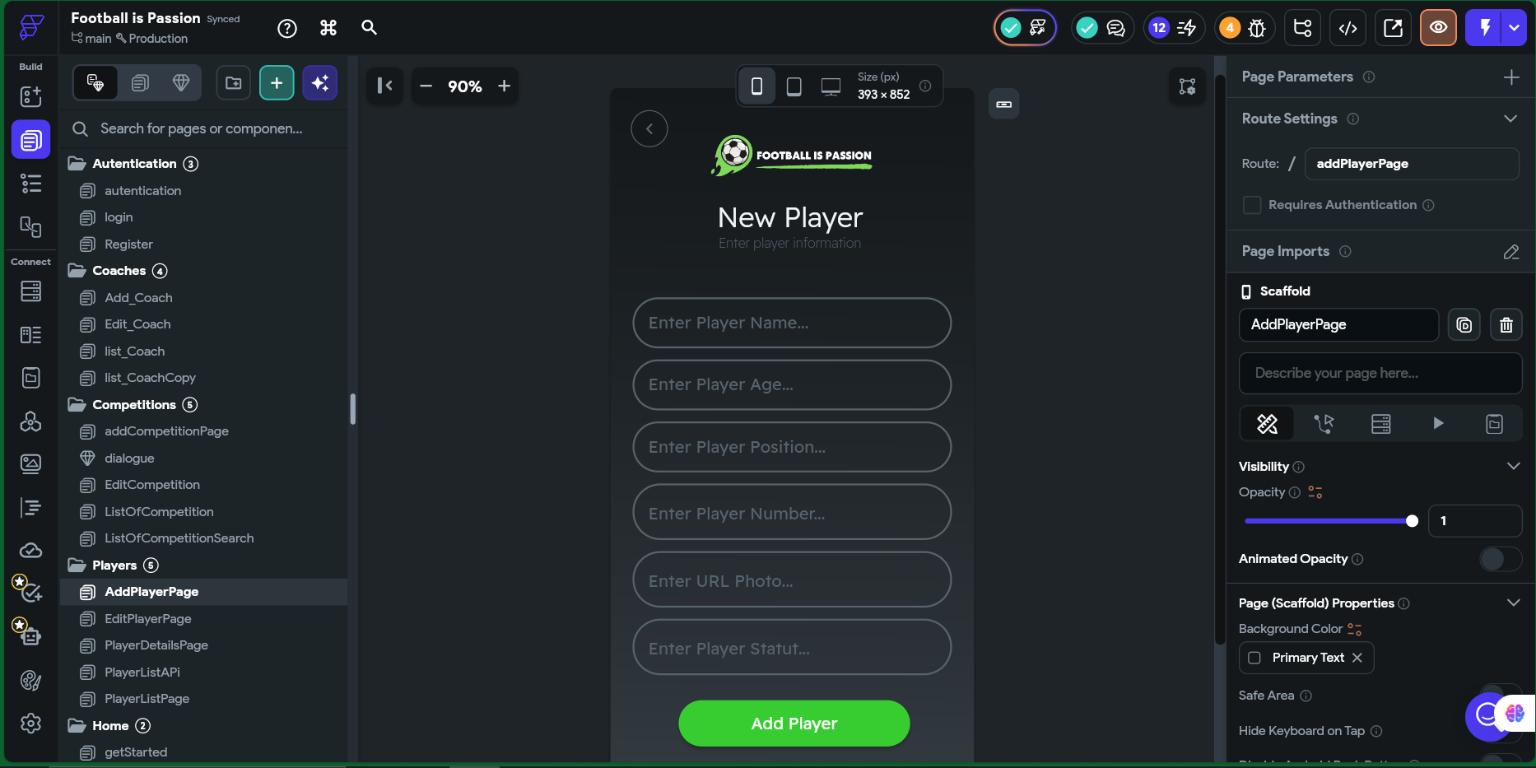 Football is Passion Synced
main Production
12
4
Build
Connect
Search for pages or componen...
Autentication 3
autentication
login
Register
Coaches 4
Add_Coach
Edit_Coach
list_Coach
list_CoachCopy
Competitions 5
addCompetitionPage
dialogue
EditCompetition
ListOfCompetition
ListOfCompetitionSearch
Players 5
AddPlayerPage
EditPlayerPage
PlayerDetailsPage
PlayerListAPi
PlayerListPage
Home 2
getStarted
90%
Size (px)
393 × 852
FOOTBALL IS PASSION
New Player
Enter player information
Enter Player Name...
Enter Player Age...
Enter Player Position...
Enter Player Number...
Enter URL Photo...
Enter Player Statut...
Add Player
Page Parameters
Route Settings
Route: / addPlayerPage
Requires Authentication
Page Imports
Scaffold
AddPlayerPage
Describe your page here...
Visibility
Opacity
1
Animated Opacity
Page (Scaffold) Properties
Background Color
Primary Text
Safe Area
Hide Keyboard on Tap